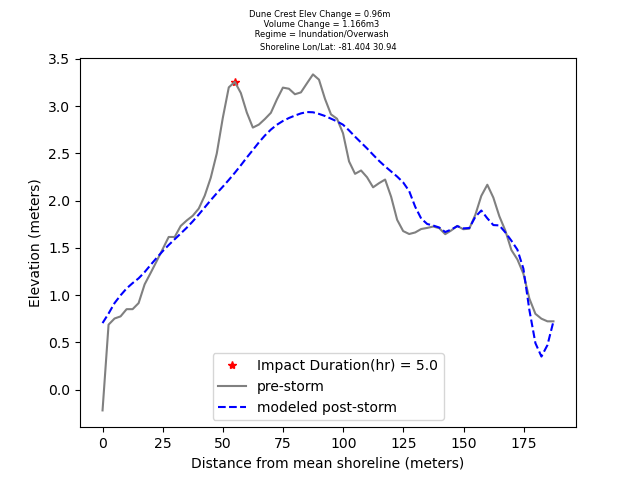 Dune Crest Elev Change = 0.96m
Volume Change = 1.166m3
Regime = Inundation/Overwash
Shoreline Lon/Lat: -81.404 30.94
3.5
3.0
2.5
2.0
1.5
1.0
0.5
0.0
Elevation (meters)
Impact Duration(hr) = 5.0
pre-storm
modeled post-storm
0 25 50 75 100 125 150 175
Distance from mean shoreline (meters)